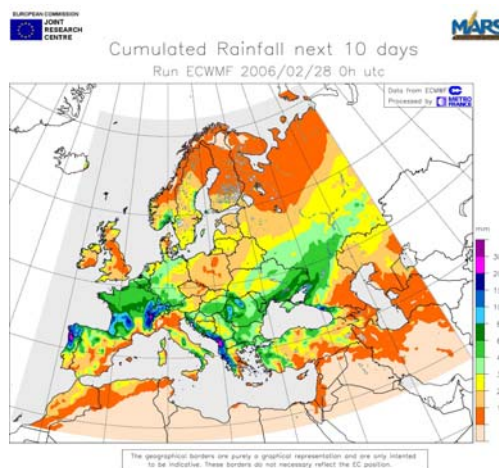 EUROPEAN COMMISSION
JOINT
RESEARCH
CENTRE
MARS
Cumulated Rainfall next 10 days
Run ECWMF 2006/02/28 0h utc
Data from ECMWF
Processed by METEO
FRANCE
mm
The geographical borders are purely a graphical representation and are only intended
to be indicative. These borders do not necessarily reflect the EC position.